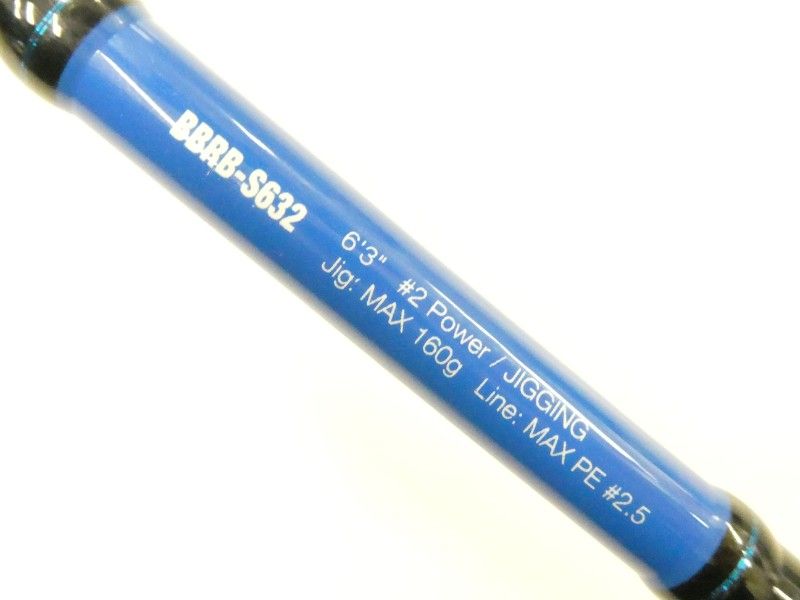 BBRB-S632
6'3" #2 Power / JIGGING
Jig: MAX 160g Line: MAX PE #2.5